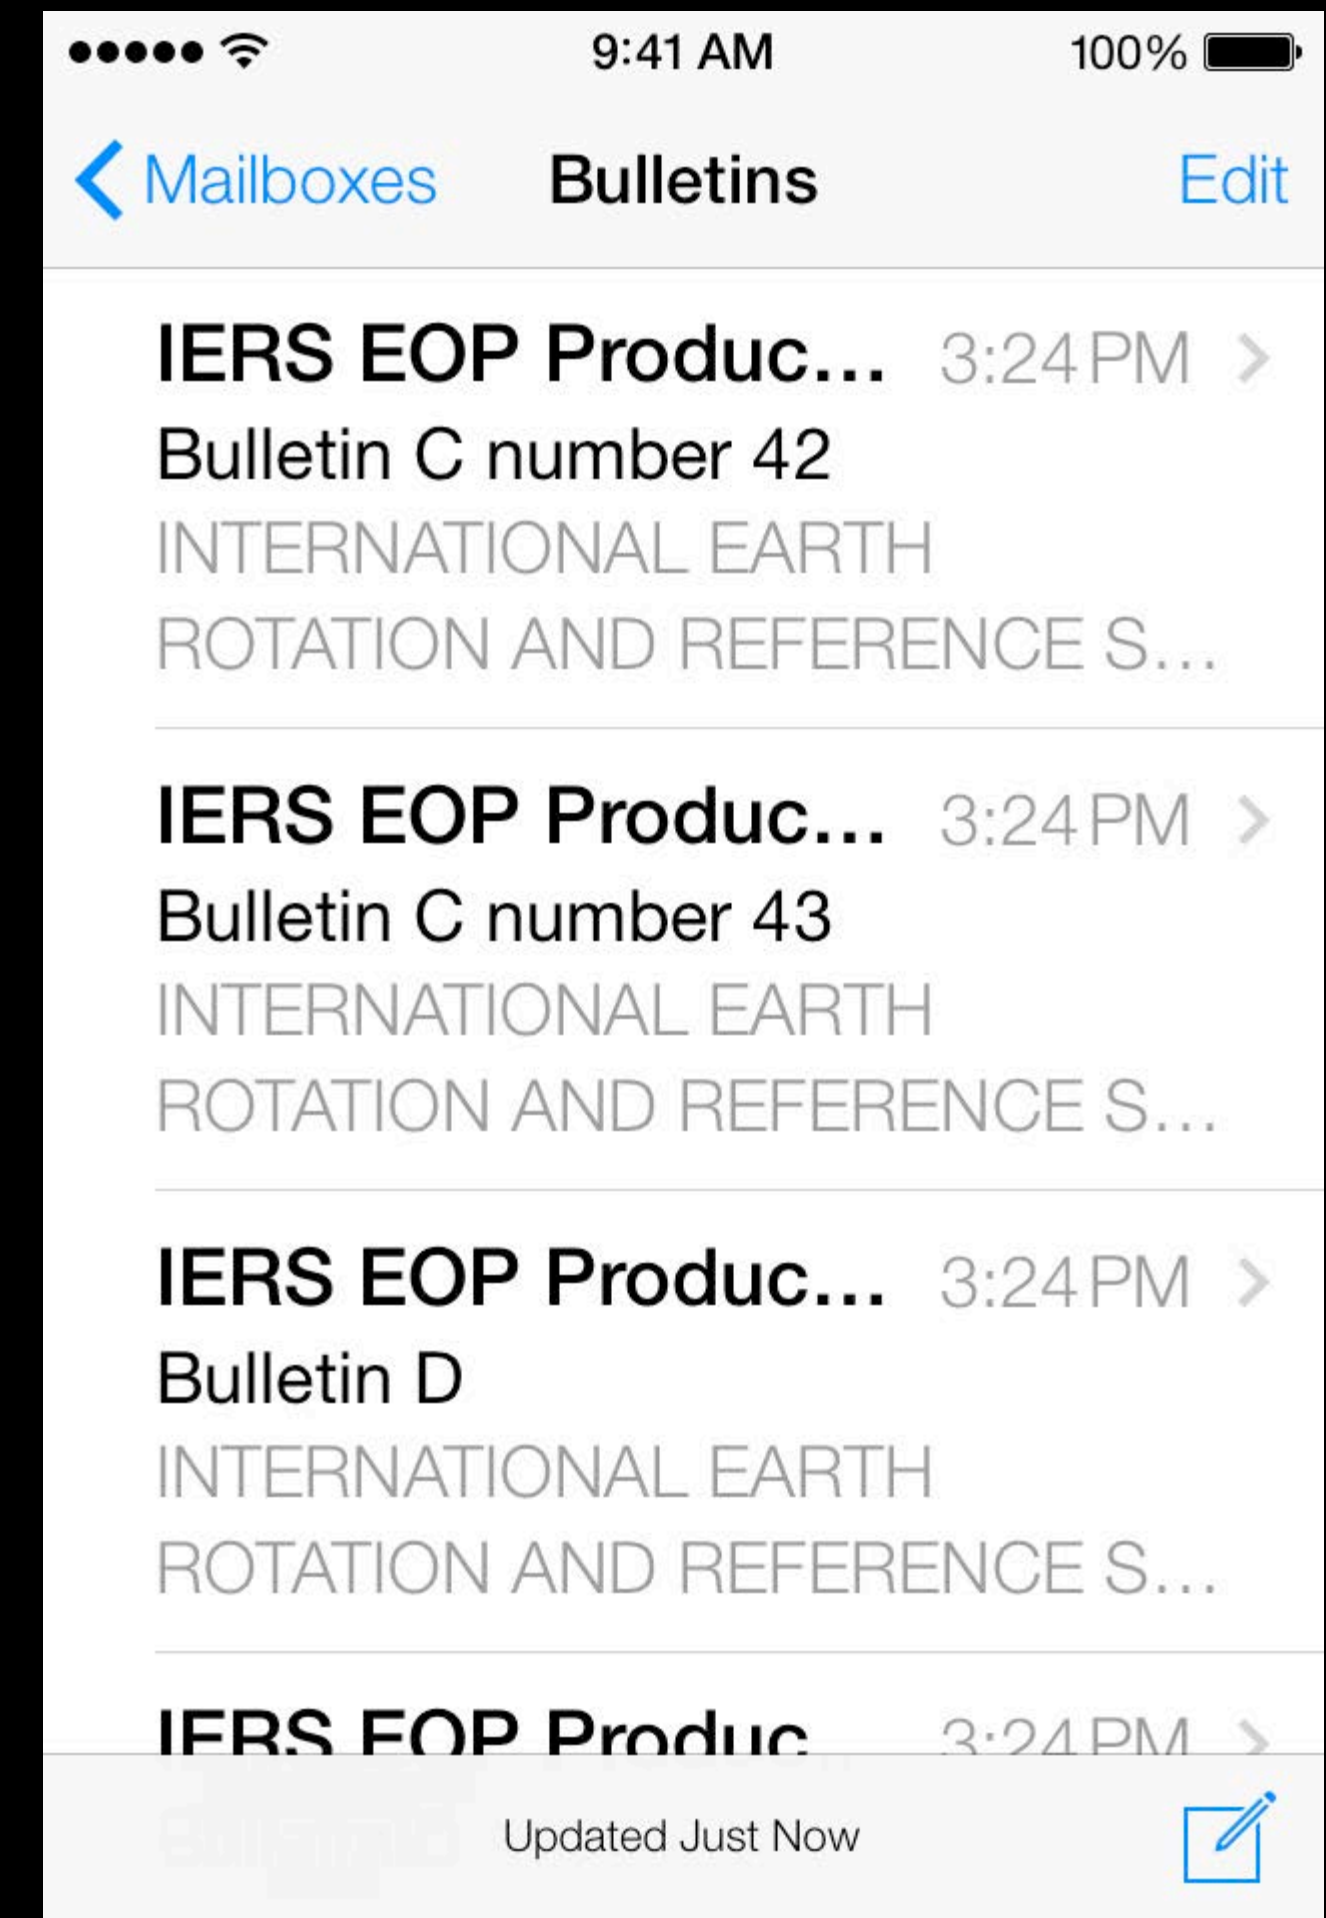 9:41 AM 100%
Mailboxes Bulletins Edit
IERS EOP Produc... 3:24 PM
Bulletin C number 42
INTERNATIONAL EARTH
ROTATION AND REFERENCE S...
IERS EOP Produc... 3:24 PM
Bulletin C number 43
INTERNATIONAL EARTH
ROTATION AND REFERENCE S...
IERS EOP Produc... 3:24 PM
Bulletin D
INTERNATIONAL EARTH
ROTATION AND REFERENCE S...
IERS EOP Produc 3:24 PM
Updated Just Now